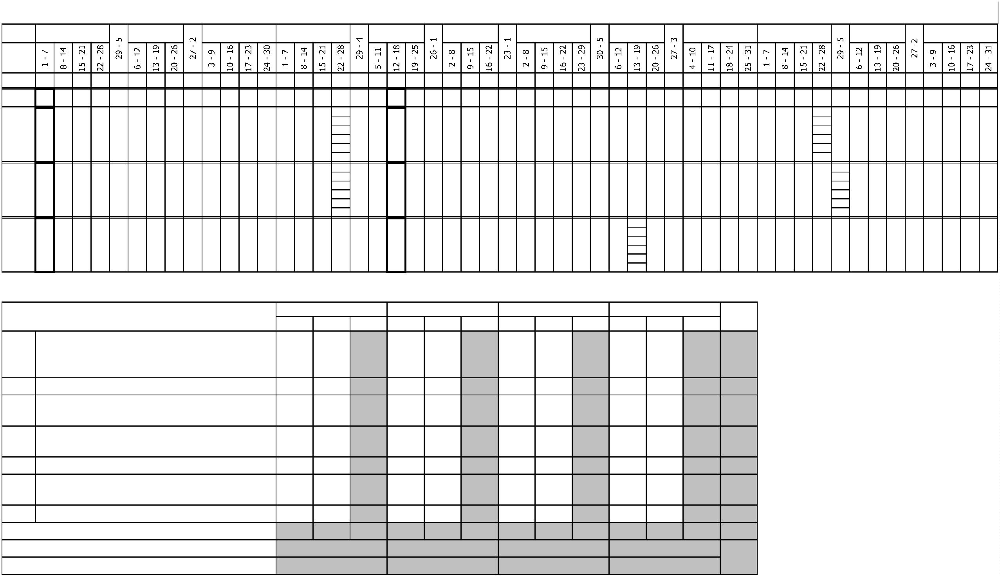 1 - 7
8 - 14
15 - 21
22 - 28
29 - 5
6 - 12
13 - 19
20 - 26
27 - 2
3 - 9
10 - 16
17 - 23
24 - 30
1 - 7
8 - 14
15 - 21
22 - 28
29 - 4
5 - 11
12 - 18
19 - 25
26 - 1
2 - 8
9 - 15
16 - 22
23 - 1
2 - 8
9 - 15
16 - 22
23 - 29
30 - 5
6 - 12
13 - 19
20 - 26
27 - 3
4 - 10
11 - 17
18 - 24
25 - 31
1 - 7
8 - 14
15 - 21
22 - 28
29 - 5
6 - 12
13 - 19
20 - 26
27 -2
3 - 9
10 - 16
17 - 23
24 - 31